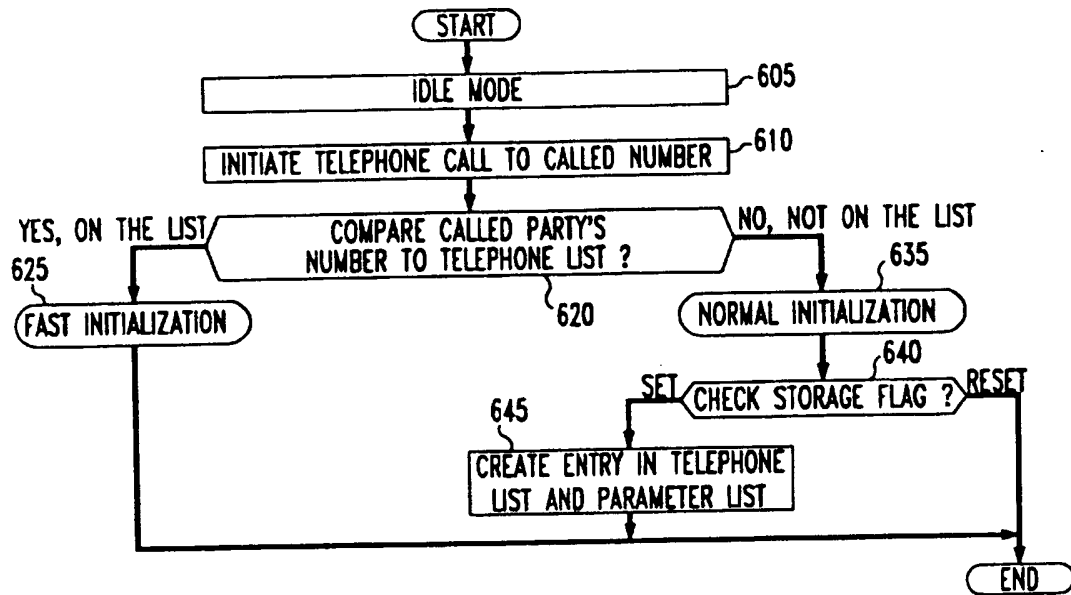 START
IDLE MODE
605
INITIATE TELEPHONE CALL TO CALLED NUMBER
610
YES, ON THE LIST
COMPARE CALLED PARTY'S
NUMBER TO TELEPHONE LIST ?
NO, NOT ON THE LIST
620
625
FAST INITIALIZATION
635
NORMAL INITIALIZATION
640
SET
CHECK STORAGE FLAG ?
RESET
645
CREATE ENTRY IN TELEPHONE
LIST AND PARAMETER LIST
END